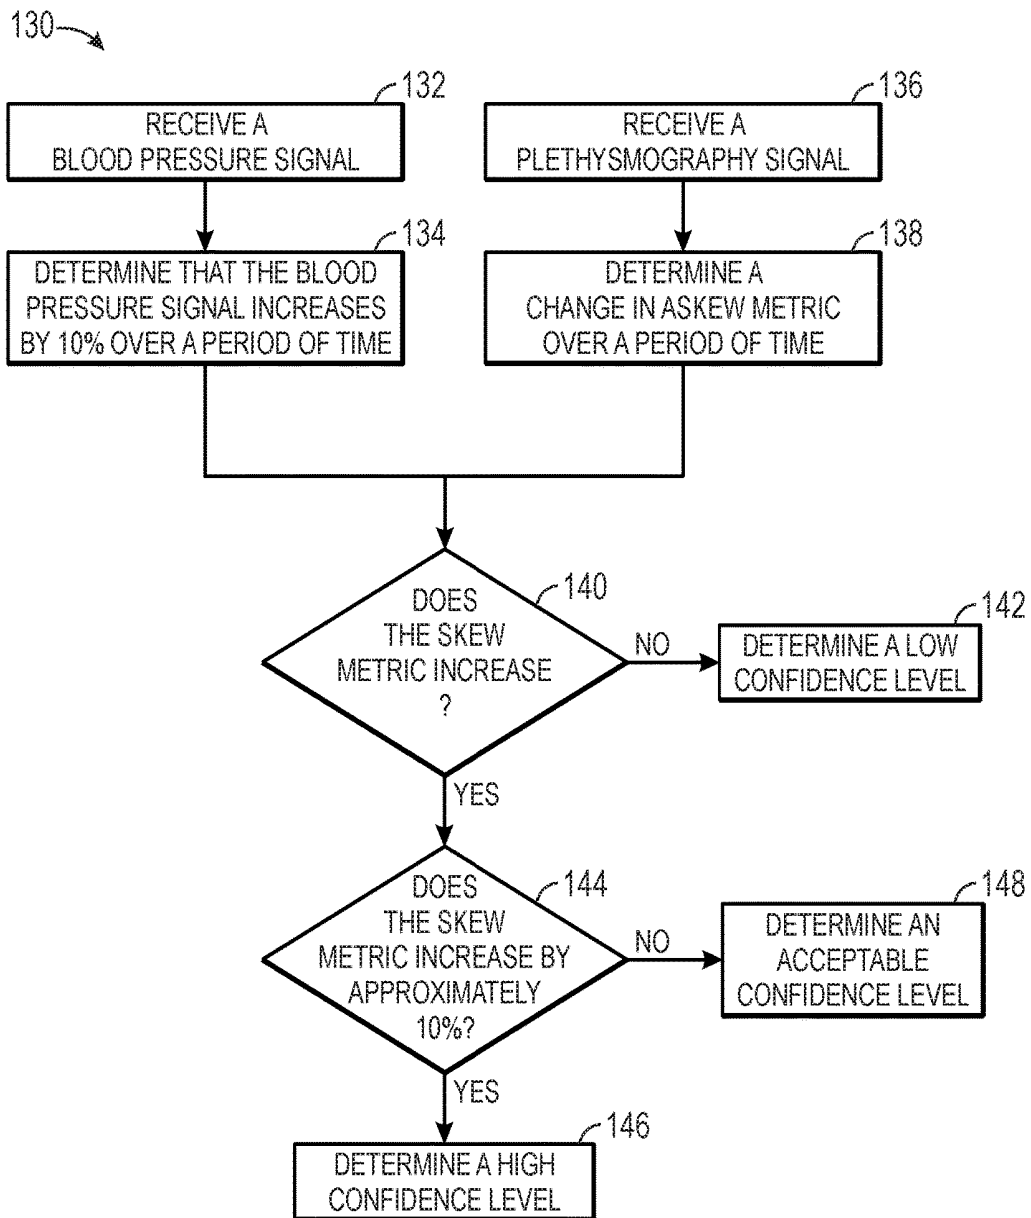 130
132
RECEIVE A
BLOOD PRESSURE SIGNAL
136
RECEIVE A
PLETHYSMOGRAPHY SIGNAL
134
DETERMINE THAT THE BLOOD
PRESSURE SIGNAL INCREASES
BY 10% OVER A PERIOD OF TIME
138
DETERMINE A
CHANGE IN ASKEW METRIC
OVER A PERIOD OF TIME
140
DOES
THE SKEW
METRIC INCREASE
?
NO
142
DETERMINE A LOW
CONFIDENCE LEVEL
YES
144
DOES
THE SKEW
METRIC INCREASE BY
APPROXIMATELY
10%?
NO
148
DETERMINE AN
ACCEPTABLE
CONFIDENCE LEVEL
YES
146
DETERMINE A HIGH
CONFIDENCE LEVEL